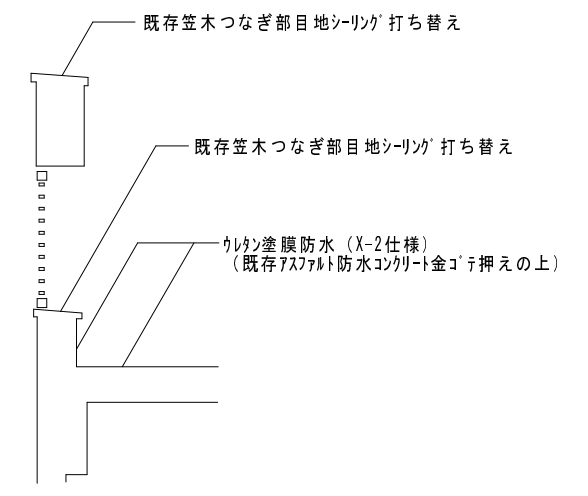 既存笠木つなぎ部目地ｼｰﾘﾝｸﾞ打ち替え
既存笠木つなぎ部目地ｼｰﾘﾝｸﾞ打ち替え
ｳﾚﾀﾝ塗膜防水（X-2仕様）
（既存ｱｽﾌｧﾙﾄ防水ｺﾝｸﾘｰﾄ金ｺﾞﾃ押えの上）